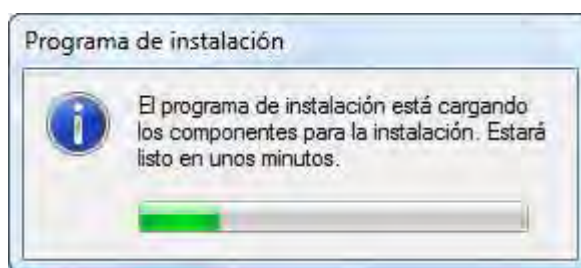 Programa de instalación
El programa de instalación está cargando
los componentes para la instalación. Estará
listo en unos minutos.